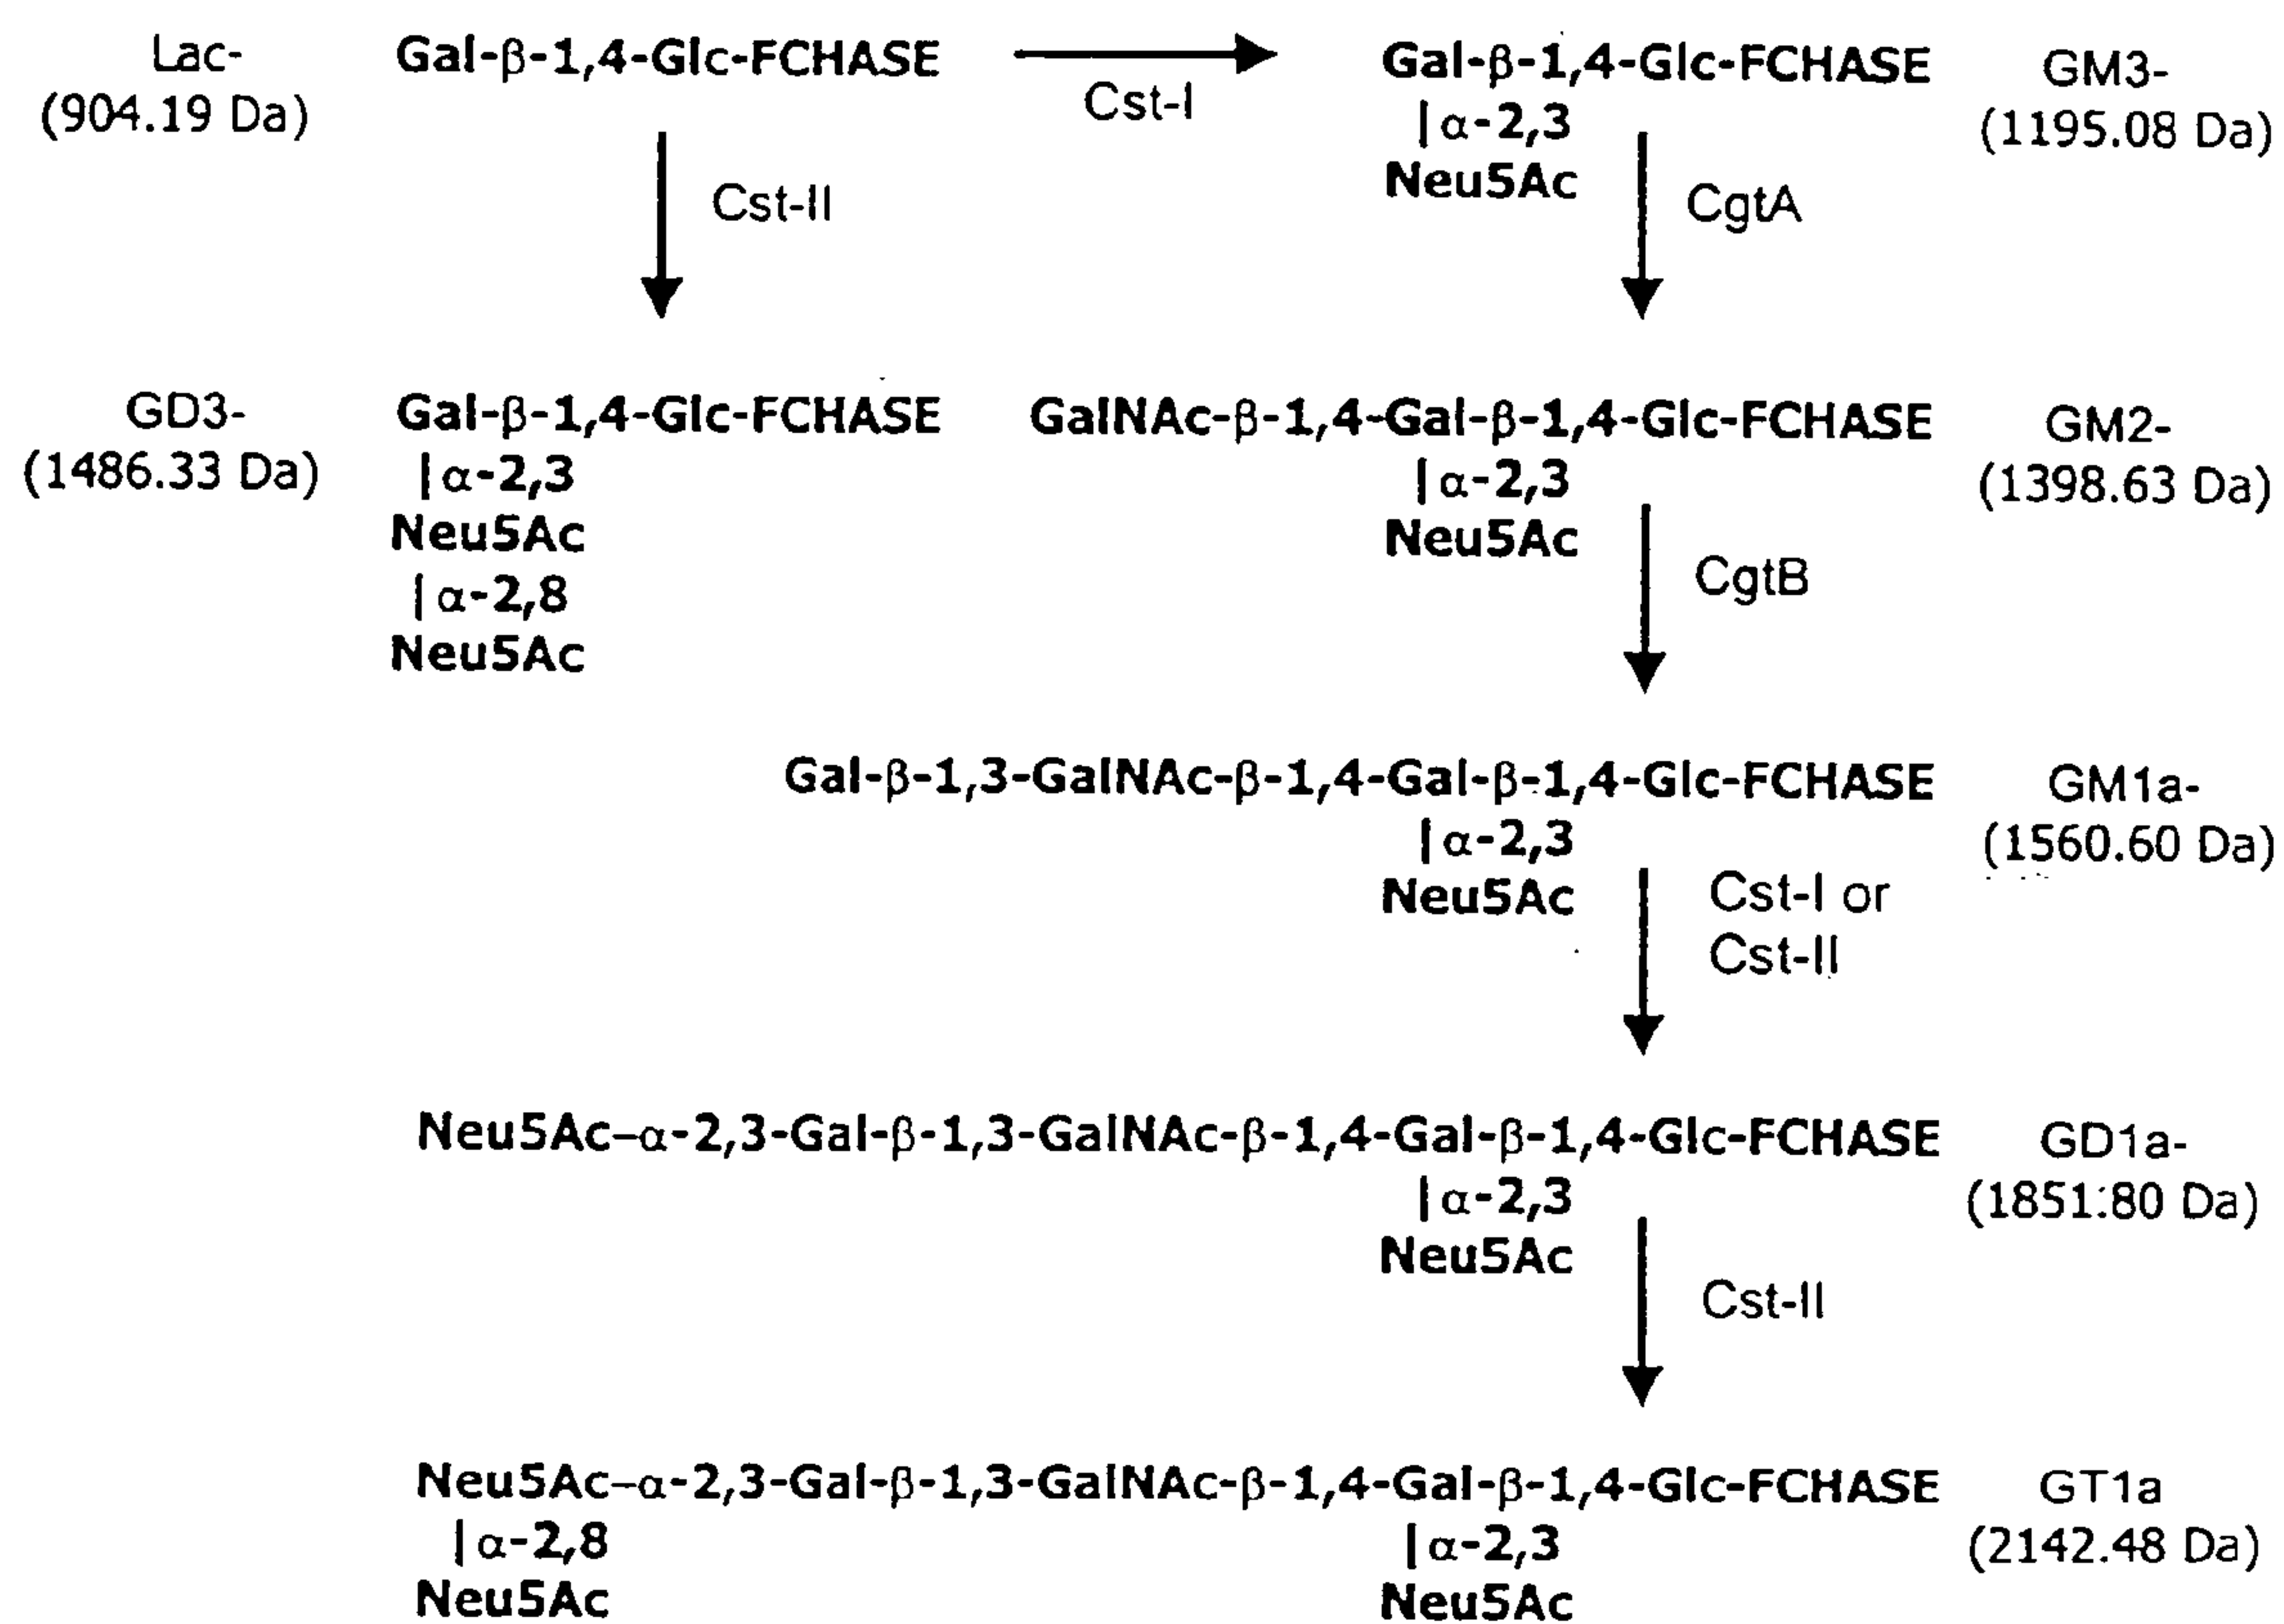 Lac-
(904.19 Da)
Gal-β-1,4-Glc-FCHASE
Cst-I
Gal-β-1,4-Glc-FCHASE
|α-2,3
Neu5Ac
GM3-
(1195.08 Da)
Cst-II
CgtA
GD3-
(1486.33 Da)
Gal-β-1,4-Glc-FCHASE
|α-2,3
Neu5Ac
|α-2,8
Neu5Ac
GalNAc-β-1,4-Gal-β-1,4-Glc-FCHASE
|α-2,3
Neu5Ac
GM2-
(1398.63 Da)
CgtB
Gal-β-1,3-GalNAc-β-1,4-Gal-β-1,4-Glc-FCHASE
|α-2,3
Neu5Ac
GM1a-
(1560.60 Da)
Cst-I or
Cst-II
Neu5Ac–α-2,3-Gal-β-1,3-GalNAc-β-1,4-Gal-β-1,4-Glc-FCHASE
|α-2,3
Neu5Ac
GD1a-
(1851.80 Da)
Cst-II
Neu5Ac–α-2,3-Gal-β-1,3-GalNAc-β-1,4-Gal-β-1,4-Glc-FCHASE
|α-2,8
Neu5Ac
|α-2,3
Neu5Ac
GT1a
(2142.48 Da)